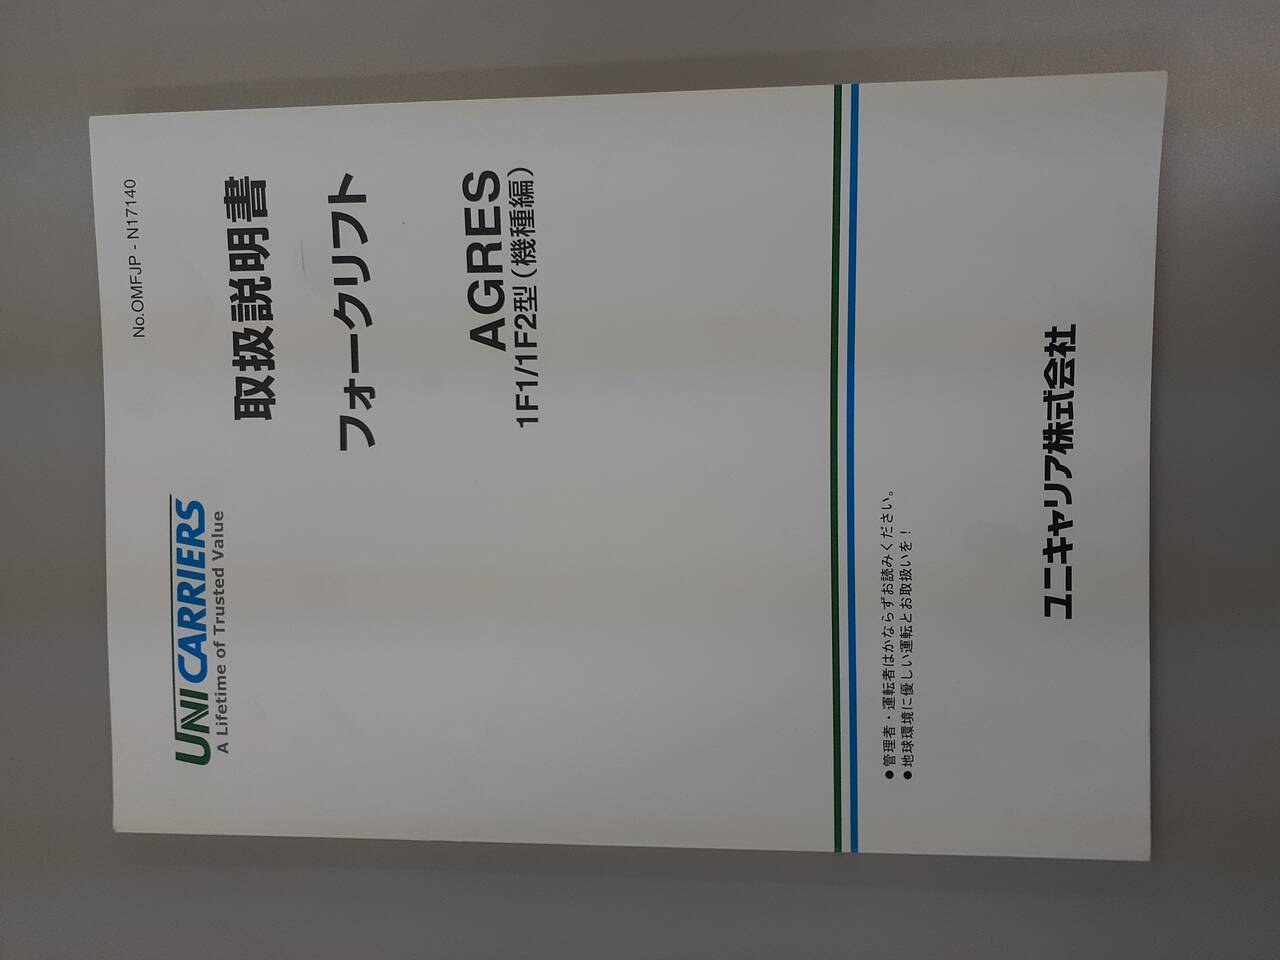 No.OMFJP - N17140
UNICARRIERS
A Lifetime of Trusted Value
取扱説明書
フォークリフト
AGRES
1F1/1F2型(機種編)
●管理者・運転者はかならずお読みください。
●地球環境に優しい運転とお取扱いを!
ユニキャリア株式会社